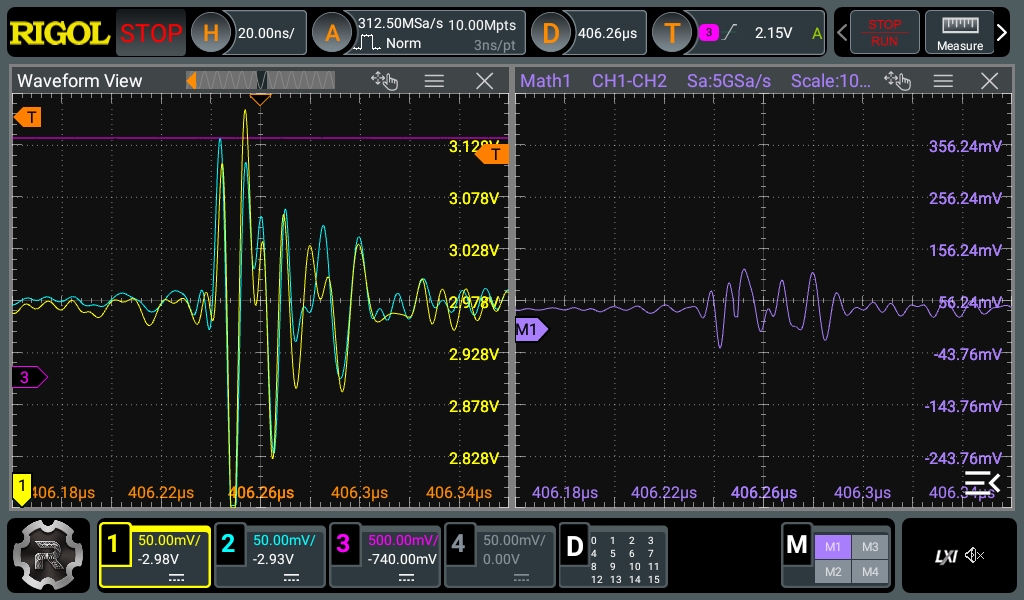 RIGOL STOP H 20.00ns/ A 312.50MSa/s 10.00Mpts D 406.26µs T 3 2.15V A STOP
Norm 3ns/pt RUN Measure
Waveform View Math1 CH1-CH2 Sa:5GSa/s Scale:10...
T
T
3.128V 356.24mV
3.078V 256.24mV
3.028V 156.24mV
2.978V 56.24mV
M1
2.928V -43.76mV
3
2.878V -143.76mV
2.828V -243.76mV
1
406.18µs 406.22µs 406.26µs 406.3µs 406.34µs 406.18µs 406.22µs 406.26µs 406.3µs 406.34µs
1 50.00mV/ 2 50.00mV/ 3 500.00mV/ 4 50.00mV/ D 0 1 2 3 M M1 M3
-2.98V -2.93V -740.00mV 0.00V 4 5 6 7 M2 M4
8 9 10 11
12 13 14 15
R
LXI